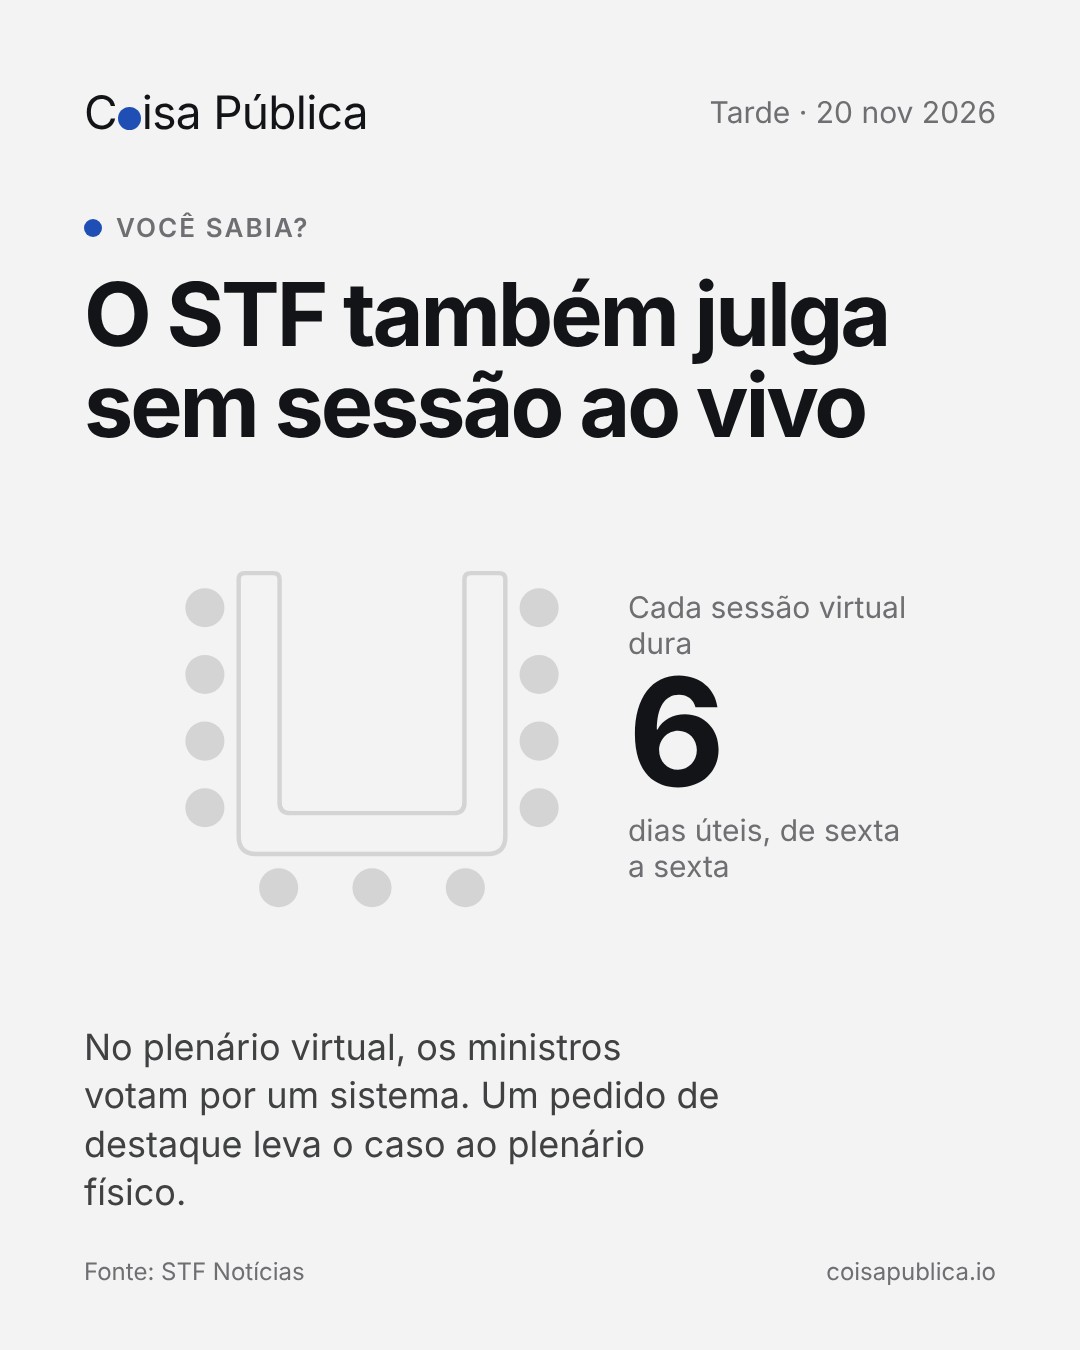 Coisa Pública
Tarde · 20 nov 2026
VOCÊ SABIA?
O STF também julga
sem sessão ao vivo
Cada sessão virtual
dura
6
dias úteis, de sexta
a sexta
No plenário virtual, os ministros
votam por um sistema. Um pedido de
destaque leva o caso ao plenário
físico.
Fonte: STF Notícias
coisapublica.io